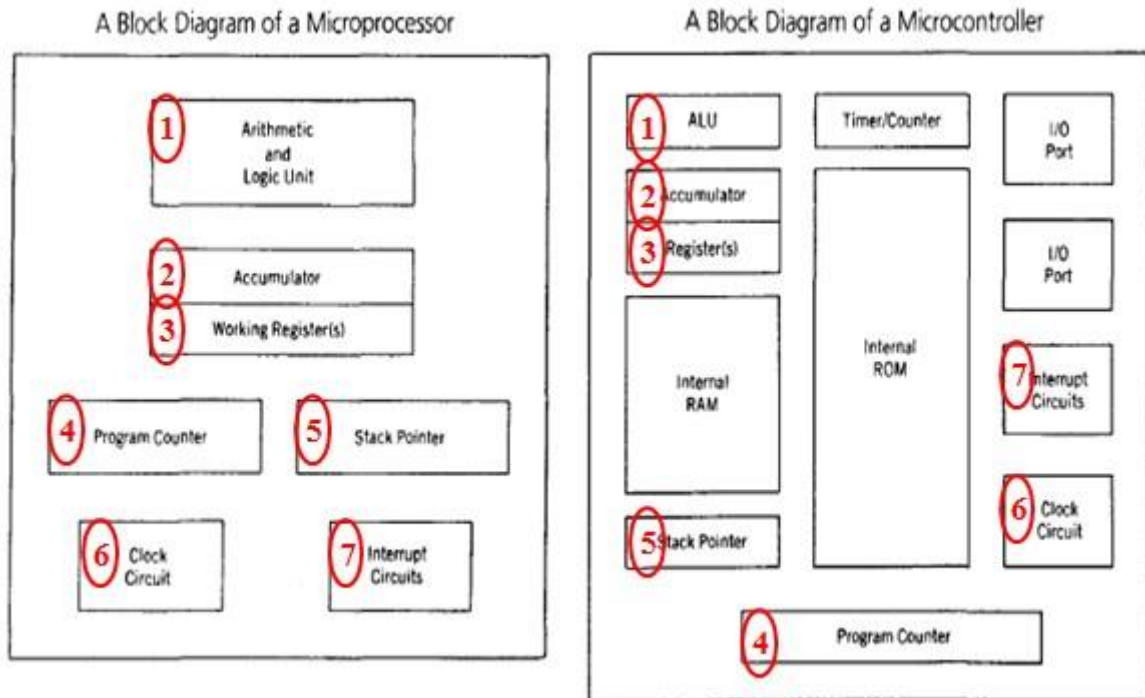 A Block Diagram of a Microprocessor
1
Arithmetic
and
Logic Unit
2
Accumulator
3
Working Register(s)
4
Program Counter
5
Stack Pointer
6
Clock
Circuit
7
Interrupt
Circuits
A Block Diagram of a Microcontroller
1
ALU
Timer/Counter
I/O
Port
2
Accumulator
3
Register(s)
I/O
Port
Internal
RAM
Internal
ROM
7
Interrupt
Circuits
5
Stack Pointer
6
Clock
Circuit
4
Program Counter